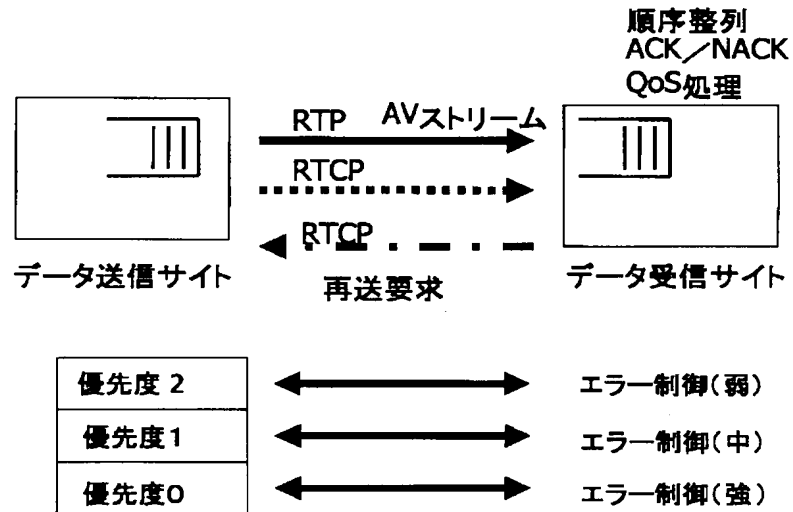 順序整列
ACK／NACK
QoS処理
RTP AVストリーム
RTCP
RTCP
データ送信サイト
再送要求
データ受信サイト
優先度 2
エラー制御(弱)
優先度1
エラー制御(中)
優先度0
エラー制御(強)